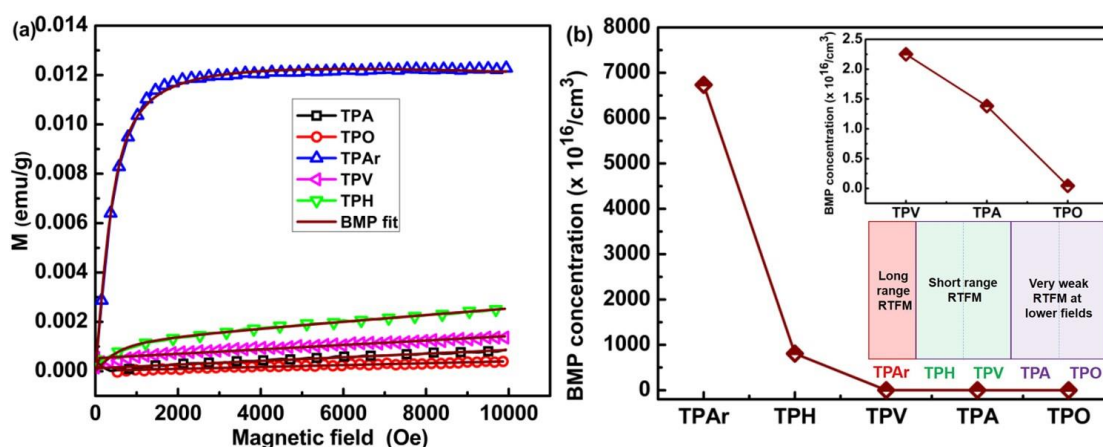 (a)
0.014
0.012
0.010
0.008
0.006
0.004
0.002
0.000
M (emu/g)
0
2000
4000
6000
8000
10000
Magnetic field (Oe)
TPA
TPO
TPAr
TPV
TPH
BMP fit
(b)
8000
7000
6000
5000
4000
3000
2000
1000
0
BMP concentration (x 10^16/cm^3)
TPAr
TPH
TPV
TPA
TPO
2.5
2.0
1.5
1.0
0.5
0.0
BMP concentration (x 10^16/cm^3)
TPV
TPA
TPO
Long
range
RTFM
Short range
RTFM
Very weak
RTFM at
lower fields
TPAr
TPH
TPV
TPA
TPO